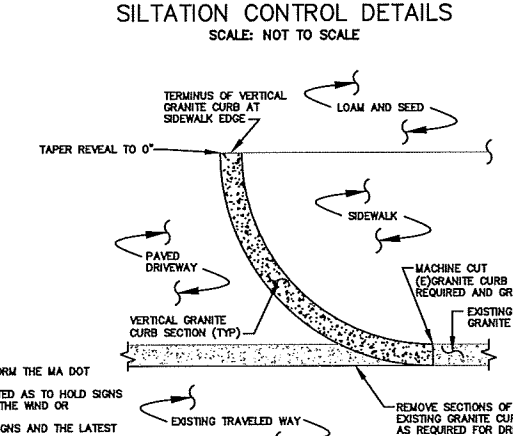 SILTATION CONTROL DETAILS
SCALE: NOT TO SCALE
TERMINUS OF VERTICAL
GRANITE CURB AT
SIDEWALK EDGE
LOAM AND SEED
TAPER REVEAL TO 0"
SIDEWALK
PAVED
DRIVEWAY
MACHINE CUT
(E)GRANITE CURB
REQUIRED AND GR
VERTICAL GRANITE
CURB SECTION (TYP)
EXISTING
GRANITE
ORM THE MA DOT
TED AS TO HOLD SIGNS
THE WIND OR
GNS AND THE LATEST
EXISTING TRAVELED WAY
REMOVE SECTIONS OF
EXISTING GRANITE CUR
AS REQUIRED FOR DR